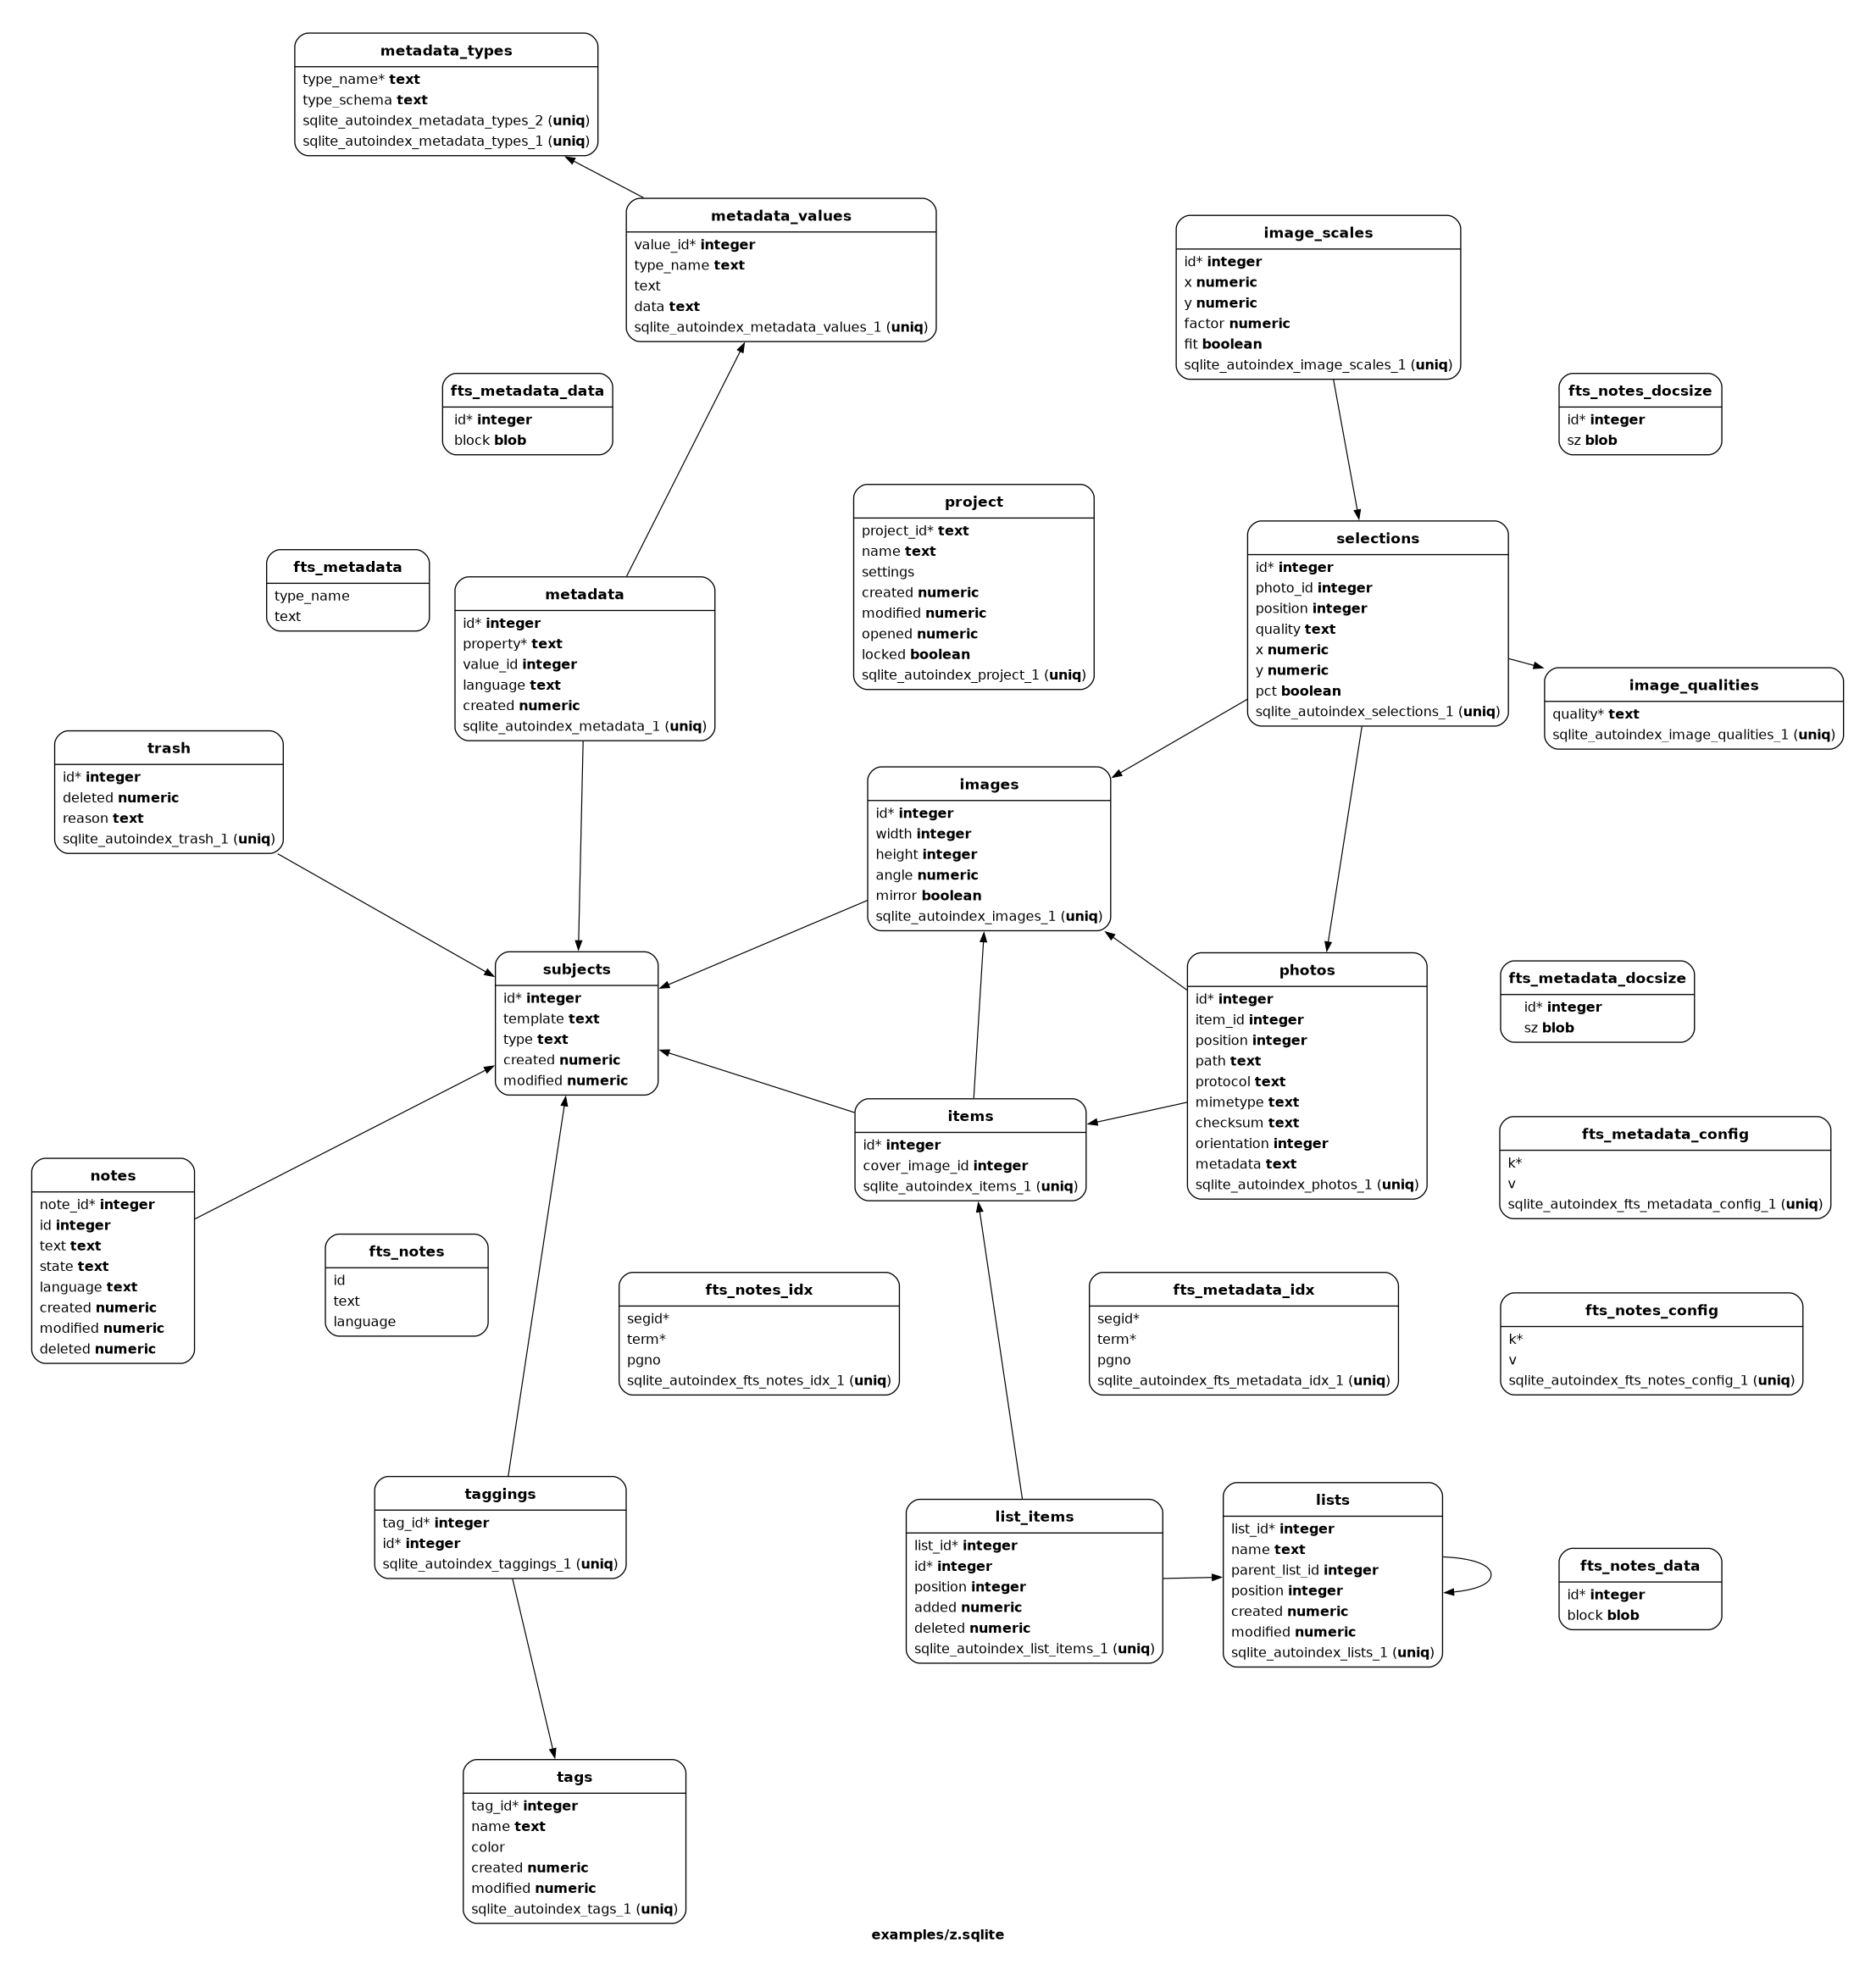 metadata_types
type_name* text
type_schema text
sqlite_autoindex_metadata_types_2 (uniq)
sqlite_autoindex_metadata_types_1 (uniq)
metadata_values
value_id* integer
type_name text
text
data text
sqlite_autoindex_metadata_values_1 (uniq)
image_scales
id* integer
x numeric
y numeric
factor numeric
fit boolean
sqlite_autoindex_image_scales_1 (uniq)
fts_metadata_data
id* integer
block blob
fts_notes_docsize
id* integer
sz blob
project
project_id* text
name text
settings
created numeric
modified numeric
opened numeric
locked boolean
sqlite_autoindex_project_1 (uniq)
selections
id* integer
photo_id integer
position integer
quality text
x numeric
y numeric
pct boolean
sqlite_autoindex_selections_1 (uniq)
fts_metadata
type_name
text
metadata
id* integer
property* text
value_id integer
language text
created numeric
sqlite_autoindex_metadata_1 (uniq)
image_qualities
quality* text
sqlite_autoindex_image_qualities_1 (uniq)
trash
id* integer
deleted numeric
reason text
sqlite_autoindex_trash_1 (uniq)
images
id* integer
width integer
height integer
angle numeric
mirror boolean
sqlite_autoindex_images_1 (uniq)
subjects
id* integer
template text
type text
created numeric
modified numeric
photos
id* integer
item_id integer
position integer
path text
protocol text
mimetype text
checksum text
orientation integer
metadata text
sqlite_autoindex_photos_1 (uniq)
fts_metadata_docsize
id* integer
sz blob
items
id* integer
cover_image_id integer
sqlite_autoindex_items_1 (uniq)
fts_metadata_config
k*
v
sqlite_autoindex_fts_metadata_config_1 (uniq)
notes
note_id* integer
id integer
text text
state text
language text
created numeric
modified numeric
deleted numeric
fts_notes
id
text
language
fts_notes_idx
segid*
term*
pgno
sqlite_autoindex_fts_notes_idx_1 (uniq)
fts_metadata_idx
segid*
term*
pgno
sqlite_autoindex_fts_metadata_idx_1 (uniq)
fts_notes_config
k*
v
sqlite_autoindex_fts_notes_config_1 (uniq)
taggings
tag_id* integer
id* integer
sqlite_autoindex_taggings_1 (uniq)
list_items
list_id* integer
id* integer
position integer
added numeric
deleted numeric
sqlite_autoindex_list_items_1 (uniq)
lists
list_id* integer
name text
parent_list_id integer
position integer
created numeric
modified numeric
sqlite_autoindex_lists_1 (uniq)
fts_notes_data
id* integer
block blob
tags
tag_id* integer
name text
color
created numeric
modified numeric
sqlite_autoindex_tags_1 (uniq)
examples/z.sqlite